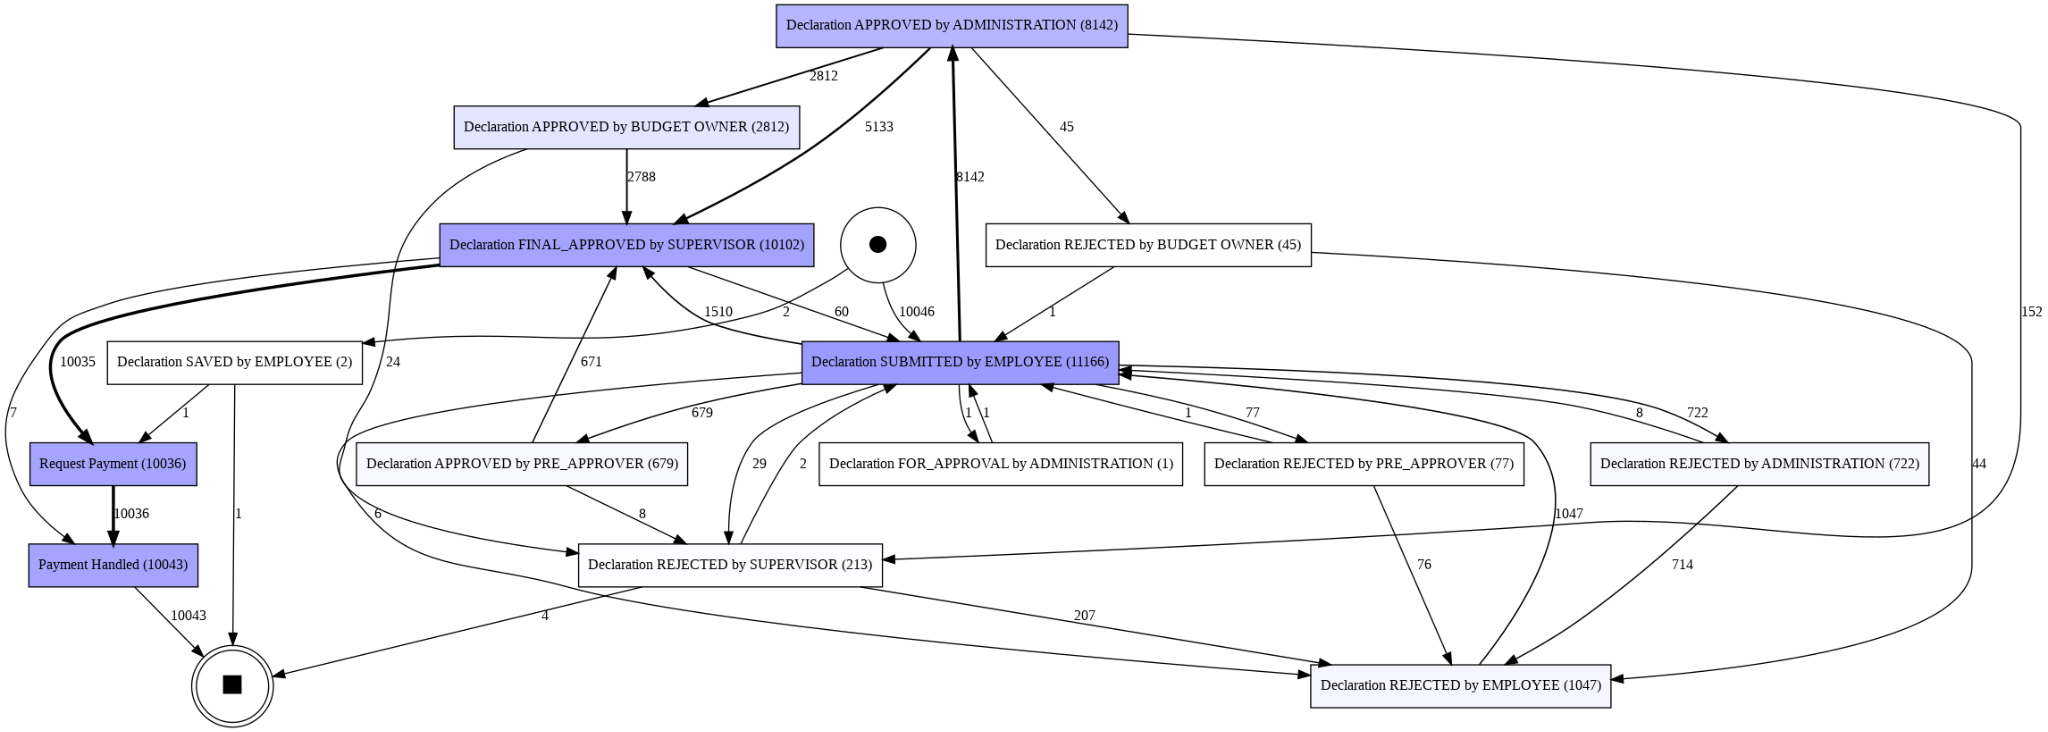 Declaration APPROVED by ADMINISTRATION (8142)
2812
Declaration APPROVED by BUDGET OWNER (2812)
5133
45
2788
8142
Declaration FINAL_APPROVED by SUPERVISOR (10102)
Declaration REJECTED by BUDGET OWNER (45)
1510
60
2
10046
1
152
10035
Declaration SAVED by EMPLOYEE (2)
24
671
Declaration SUBMITTED by EMPLOYEE (11166)
7
1
679
1
1
1
77
8
722
Request Payment (10036)
Declaration APPROVED by PRE_APPROVER (679)
29
2
Declaration FOR_APPROVAL by ADMINISTRATION (1)
Declaration REJECTED by PRE_APPROVER (77)
Declaration REJECTED by ADMINISTRATION (722)
44
10036
1
6
8
1047
Payment Handled (10043)
Declaration REJECTED by SUPERVISOR (213)
76
714
10043
4
207
Declaration REJECTED by EMPLOYEE (1047)